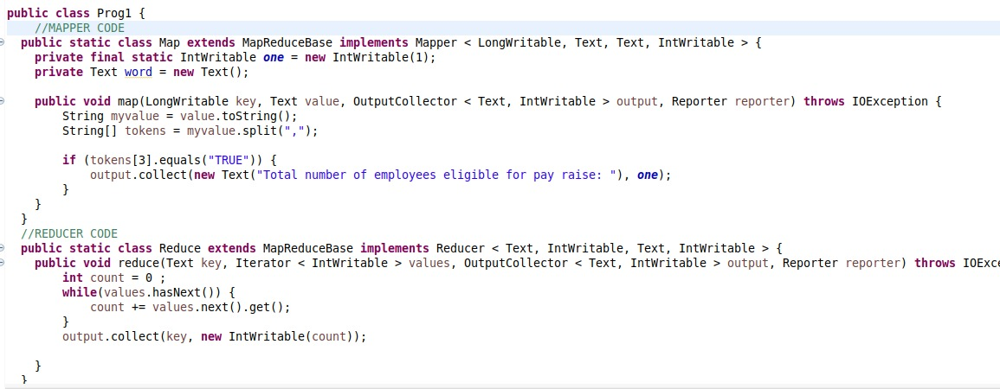 public class Prog1 {
//MAPPER CODE
public static class Map extends MapReduceBase implements Mapper < LongWritable, Text, Text, IntWritable > {
private final static IntWritable one = new IntWritable(1);
private Text word = new Text();
public void map(LongWritable key, Text value, OutputCollector < Text, IntWritable > output, Reporter reporter) throws IOException {
String myvalue = value.toString();
String[] tokens = myvalue.split(",");
if (tokens[3].equals("TRUE")) {
output.collect(new Text("Total number of employees eligible for pay raise: "), one);
}
}
}
//REDUCER CODE
public static class Reduce extends MapReduceBase implements Reducer < Text, IntWritable, Text, IntWritable > {
public void reduce(Text key, Iterator < IntWritable > values, OutputCollector < Text, IntWritable > output, Reporter reporter) throws IOExce
int count = 0 ;
while(values.hasNext()) {
count += values.next().get();
}
output.collect(key, new IntWritable(count));
}
}